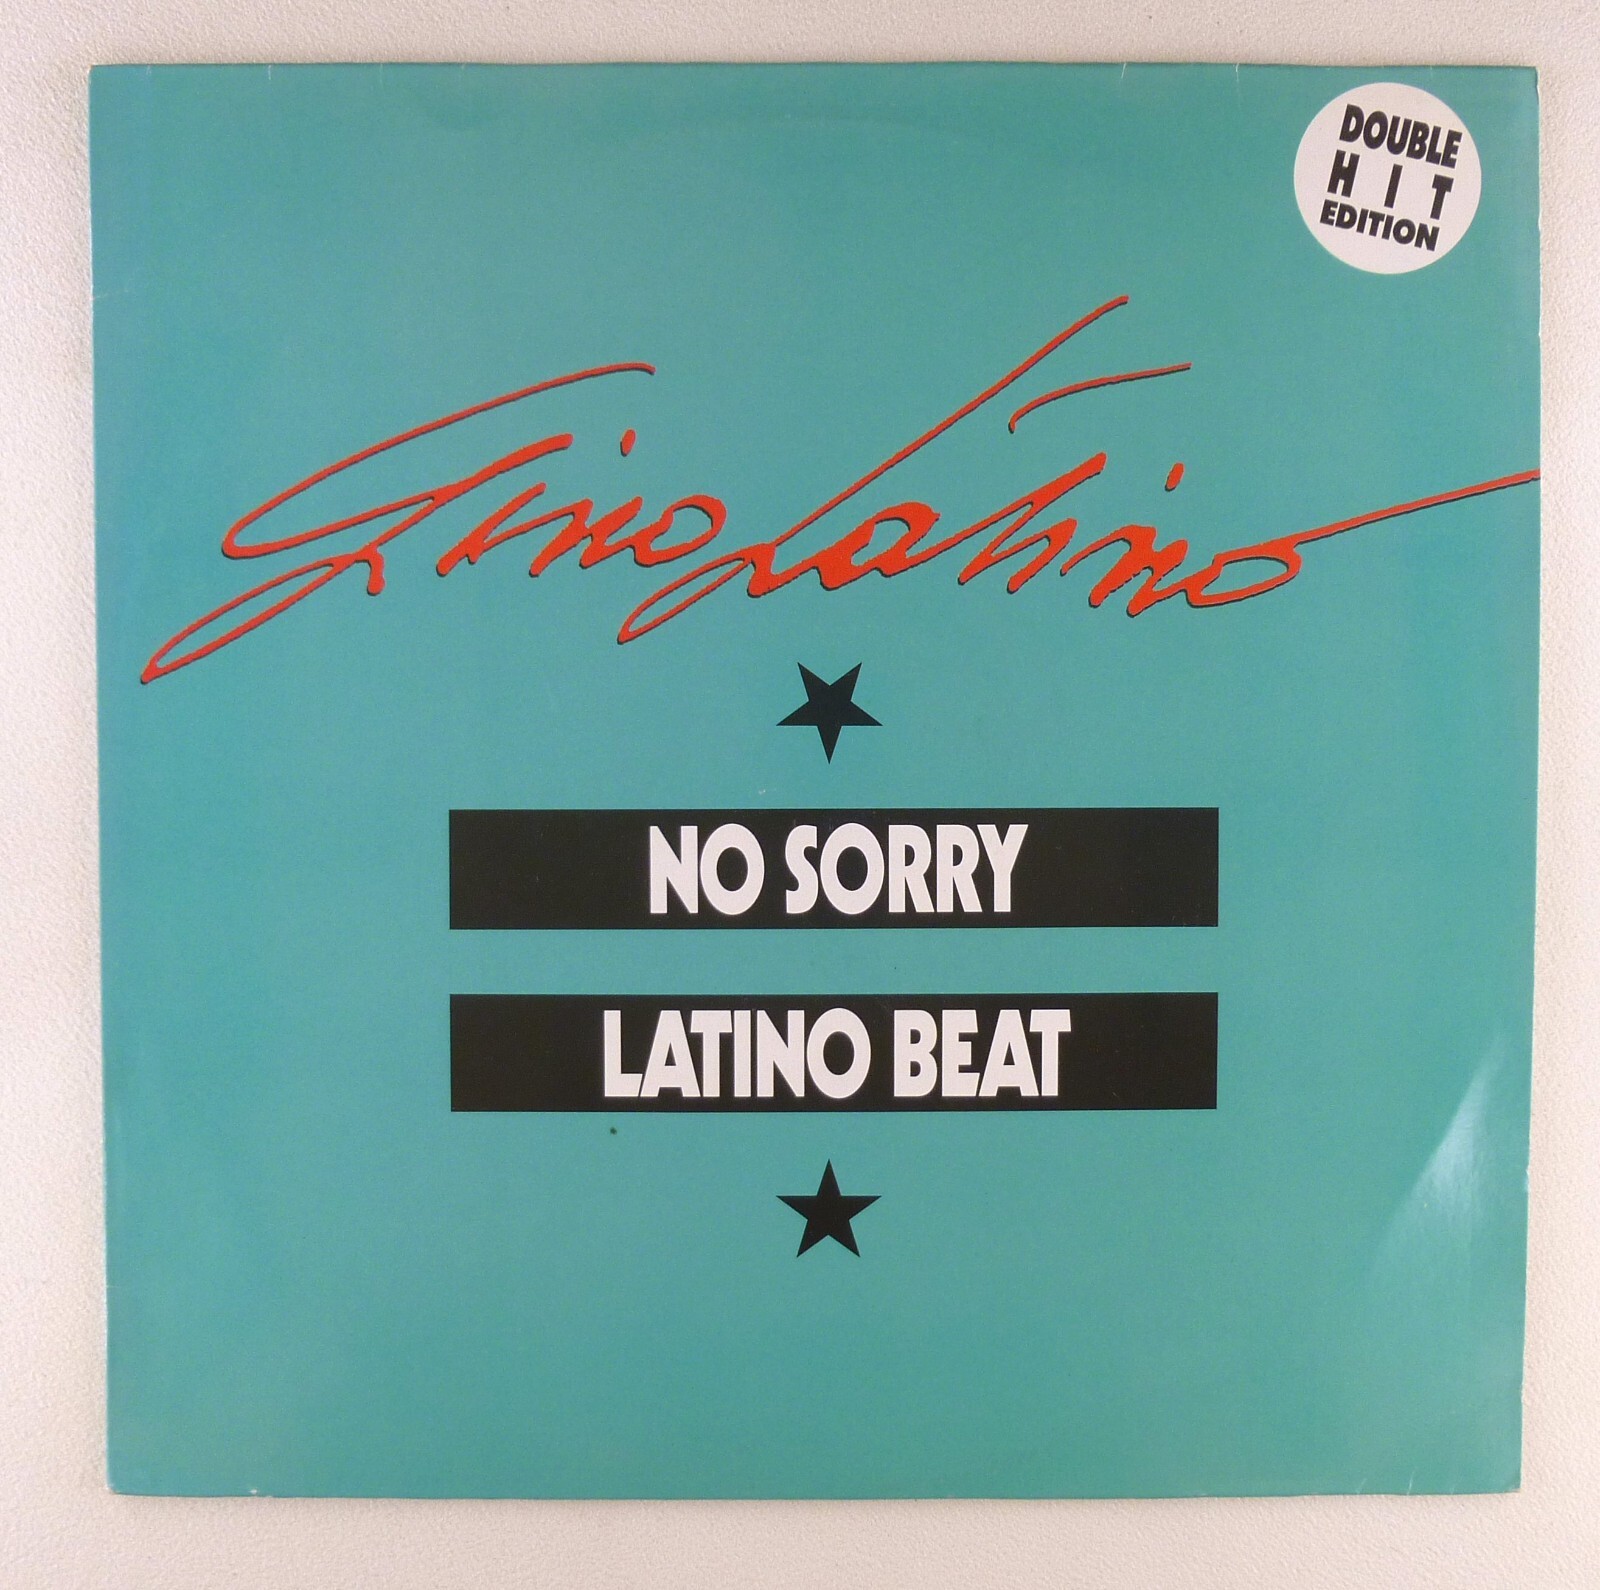 DOUBLE
HIT
EDITION
Gino Latino
NO SORRY
LATINO BEAT